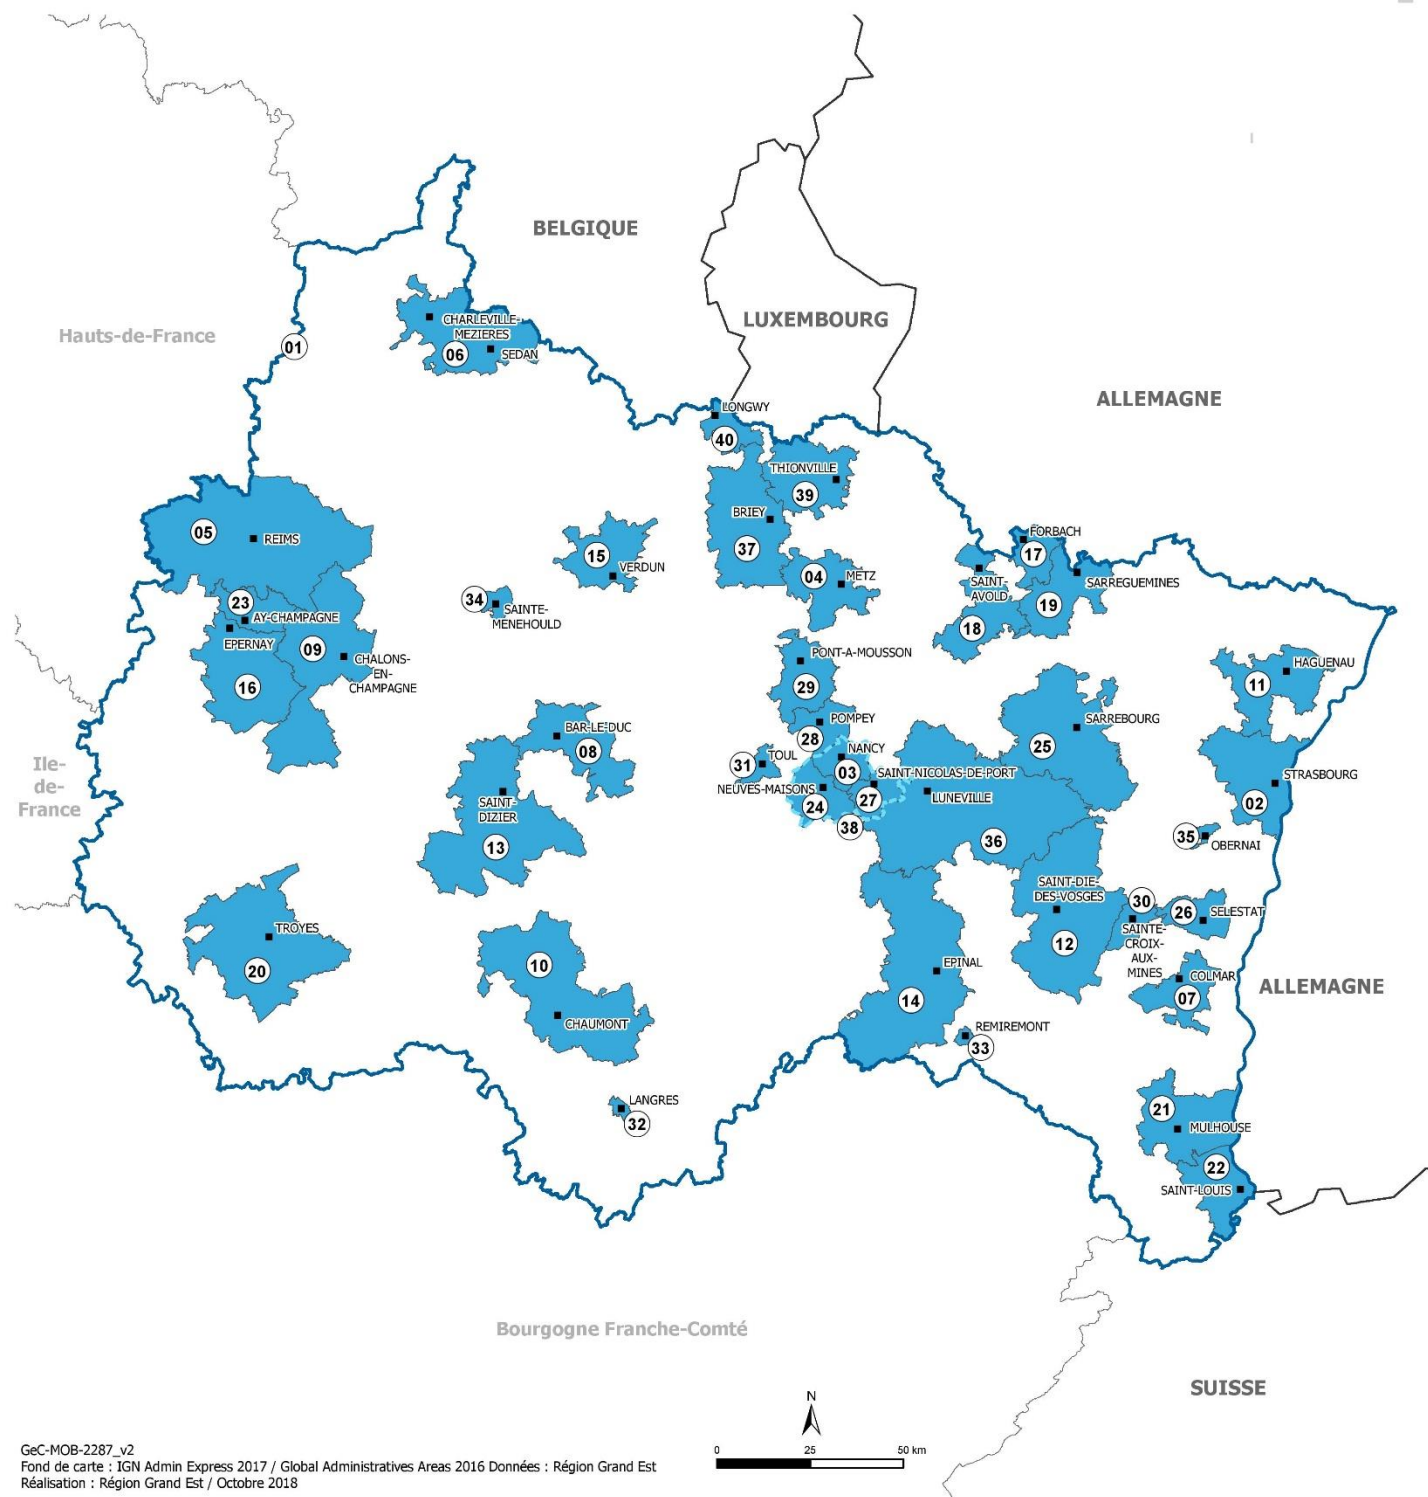 BELGIQUE
LUXEMBOURG
Hauts-de-France
01
CHARLEVILLE-
MEZIERES
06
SEDAN
ALLEMAGNE
LONGWY
40
THIONVILLE
39
BRIEY
37
05
REIMS
15
VERDUN
04
METZ
FORBACH
17
SAINT-
AVOLD
SARREGUEMINES
19
18
34
SAINTE-
MENEHOULD
23
AY-CHAMPAGNE
EPERNAY
09
CHALONS-
EN-
CHAMPAGNE
16
PONT-A-MOUSSON
29
HAGUENAU
11
POMPEY
28
BAR-LE-DUC
08
SARREBOURG
25
31
TOUL
NANCY
03
SAINT-NICOLAS-DE-PORT
NEUVES-MAISONS
24
27
LUNEVILLE
38
36
STRASBOURG
02
Ile-
de-
France
SAINT-
DIZIER
13
35
OBERNAI
SAINT-DIE-
DES-VOSGES
12
30
SAINTE-
CROIX-
AUX-
MINES
26
SELESTAT
TROYES
20
10
CHAUMONT
EPINAL
14
COLMAR
07
ALLEMAGNE
REMIREMONT
33
LANGRES
32
21
MULHOUSE
22
SAINT-LOUIS
Bourgogne Franche-Comté
SUISSE
N
0 25 50 km
GeC-MOB-2287_v2
Fond de carte : IGN Admin Express 2017 / Global Administratives Areas 2016 Données : Région Grand Est
Réalisation : Région Grand Est / Octobre 2018